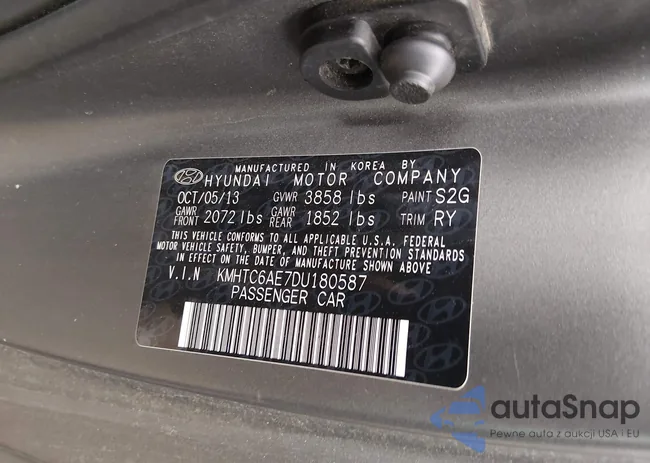 MANUFACTURED IN KOREA BY
HYUNDAI MOTOR COMPANY
OCT/05/13 GVWR 3858 lbs PAINT S2G
GAWR FRONT 2072 lbs GAWR REAR 1852 lbs TRIM RY
THIS VEHICLE CONFORMS TO ALL APPLICABLE U.S.A. FEDERAL
MOTOR VEHICLE SAFETY, BUMPER, AND THEFT PREVENTION STANDARDS
IN EFFECT ON THE DATE OF MANUFACTURE SHOWN ABOVE.
V.I.N KMHTC6AE7DU180587
PASSENGER CAR
autaSnap
Pewne auta z aukcji USA i EU